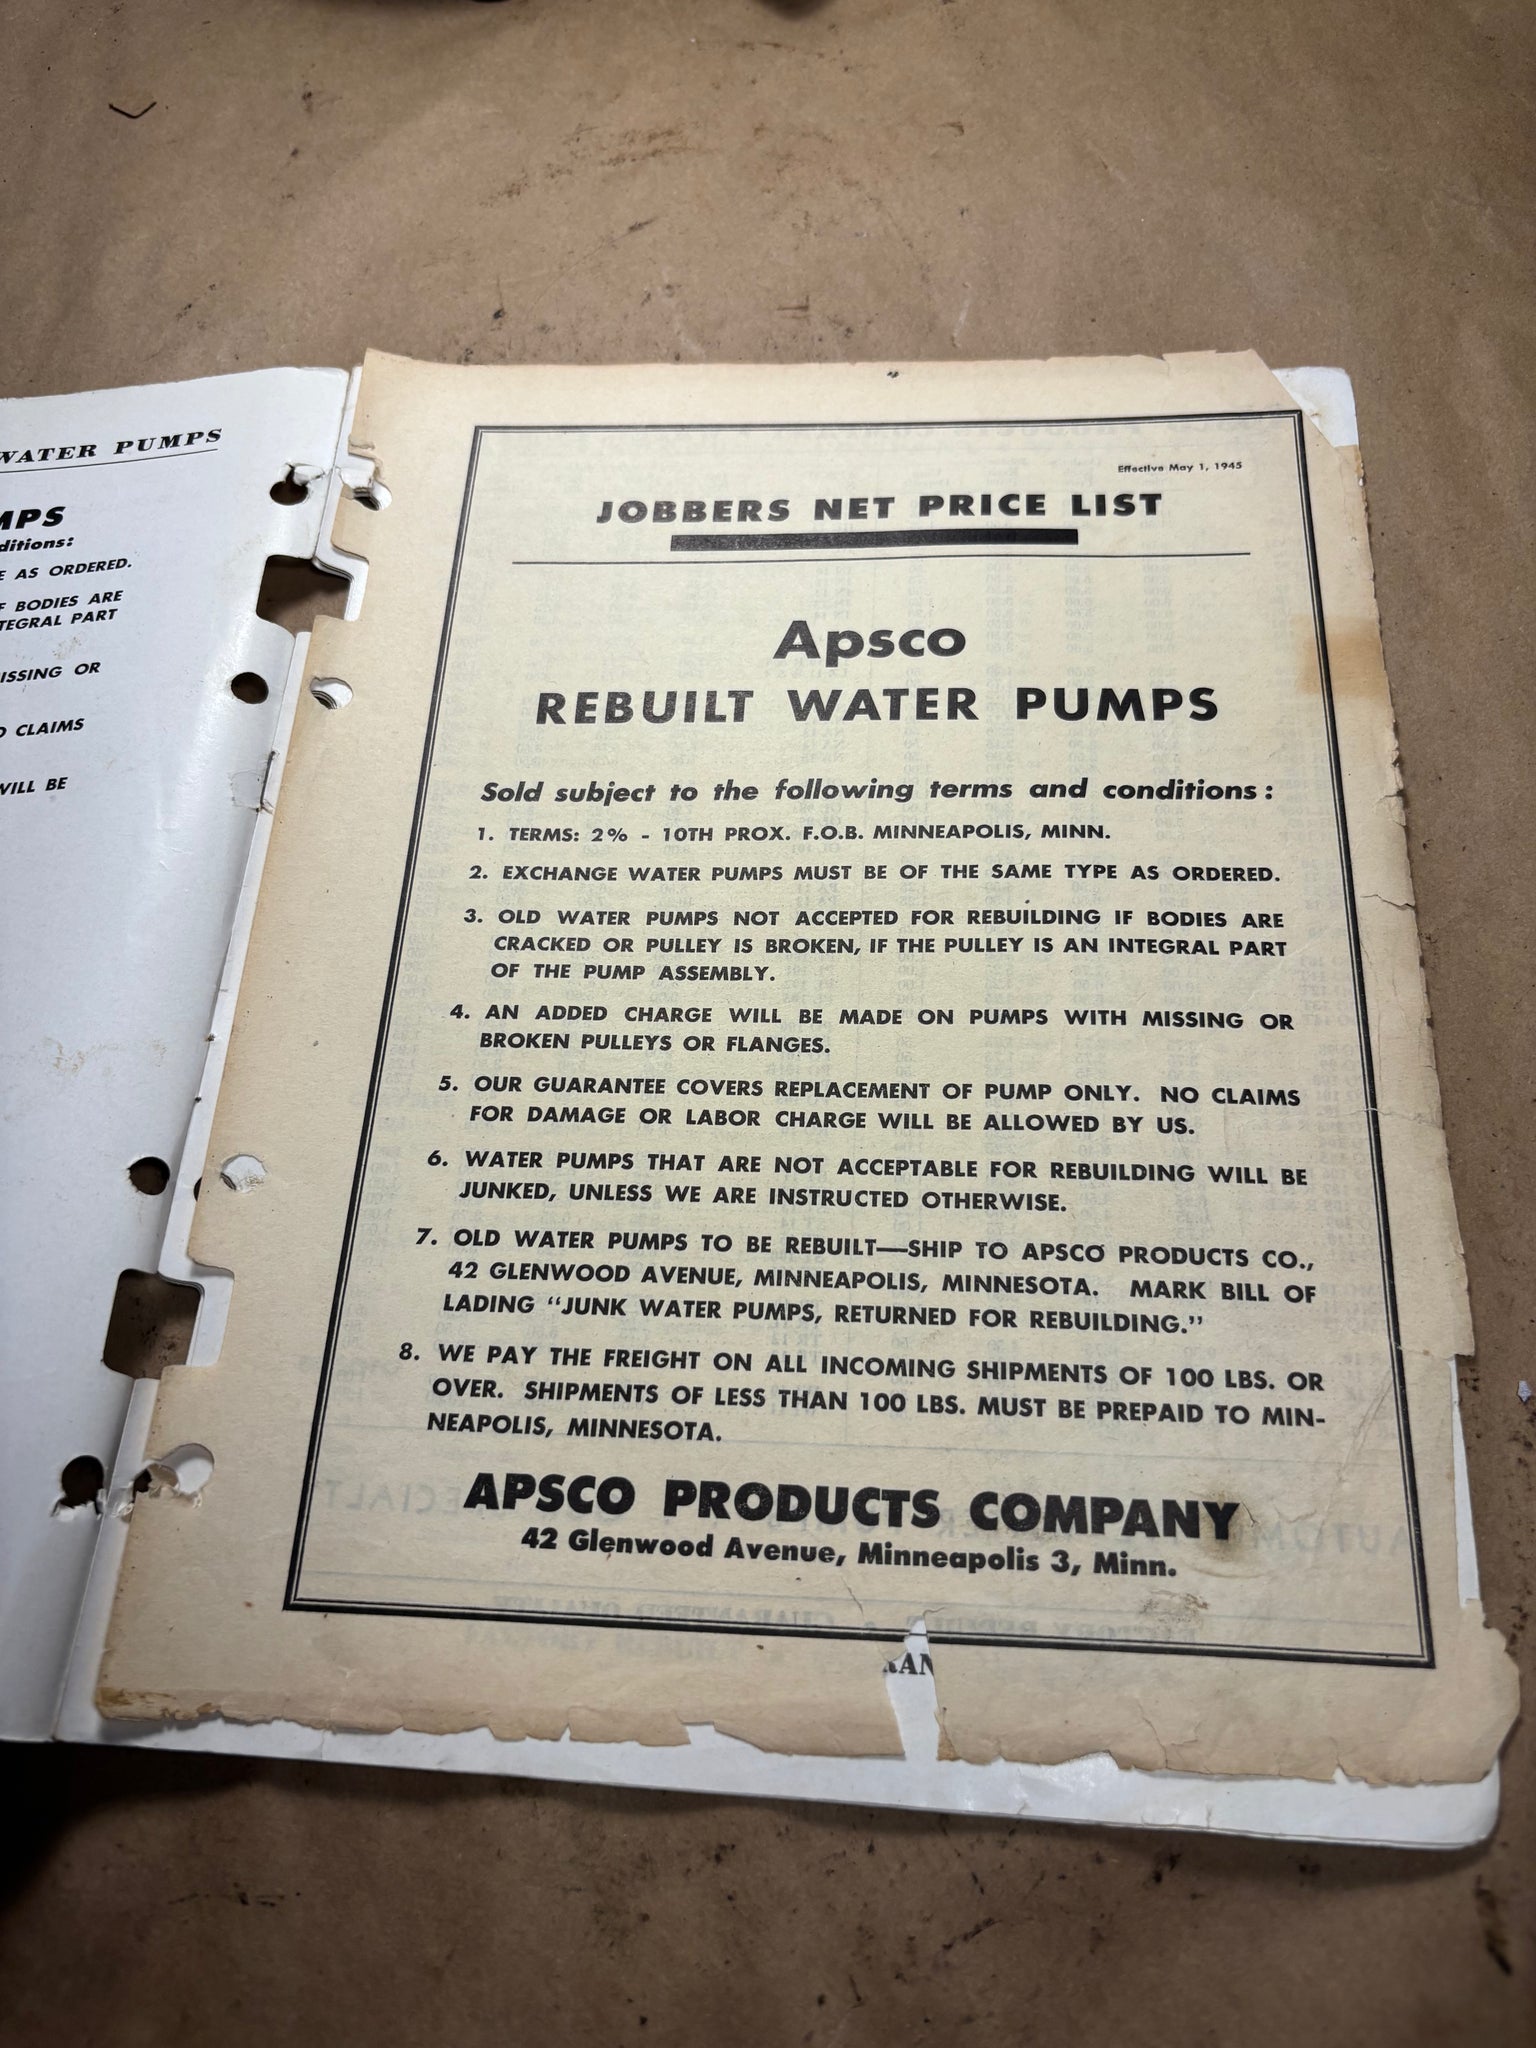 WATER PUMPS
MPS
ditions:
E AS ORDERED.
F BODIES ARE
TEGRAL PART
ISSING OR
O CLAIMS
WILL BE
Effective May 1, 1945
JOBBERS NET PRICE LIST
Apsco
REBUILT WATER PUMPS
Sold subject to the following terms and conditions:
1. TERMS: 2% - 10TH PROX. F.O.B. MINNEAPOLIS, MINN.
2. EXCHANGE WATER PUMPS MUST BE OF THE SAME TYPE AS ORDERED.
3. OLD WATER PUMPS NOT ACCEPTED FOR REBUILDING IF BODIES ARE
CRACKED OR PULLEY IS BROKEN, IF THE PULLEY IS AN INTEGRAL PART
OF THE PUMP ASSEMBLY.
4. AN ADDED CHARGE WILL BE MADE ON PUMPS WITH MISSING OR
BROKEN PULLEYS OR FLANGES.
5. OUR GUARANTEE COVERS REPLACEMENT OF PUMP ONLY. NO CLAIMS
FOR DAMAGE OR LABOR CHARGE WILL BE ALLOWED BY US.
6. WATER PUMPS THAT ARE NOT ACCEPTABLE FOR REBUILDING WILL BE
JUNKED, UNLESS WE ARE INSTRUCTED OTHERWISE.
7. OLD WATER PUMPS TO BE REBUILT—SHIP TO APSCO PRODUCTS CO.,
42 GLENWOOD AVENUE, MINNEAPOLIS, MINNESOTA. MARK BILL OF
LADING "JUNK WATER PUMPS, RETURNED FOR REBUILDING."
8. WE PAY THE FREIGHT ON ALL INCOMING SHIPMENTS OF 100 LBS. OR
OVER. SHIPMENTS OF LESS THAN 100 LBS. MUST BE PREPAID TO MIN-
NEAPOLIS, MINNESOTA.
APSCO PRODUCTS COMPANY
42 Glenwood Avenue, Minneapolis 3, Minn.
RAN